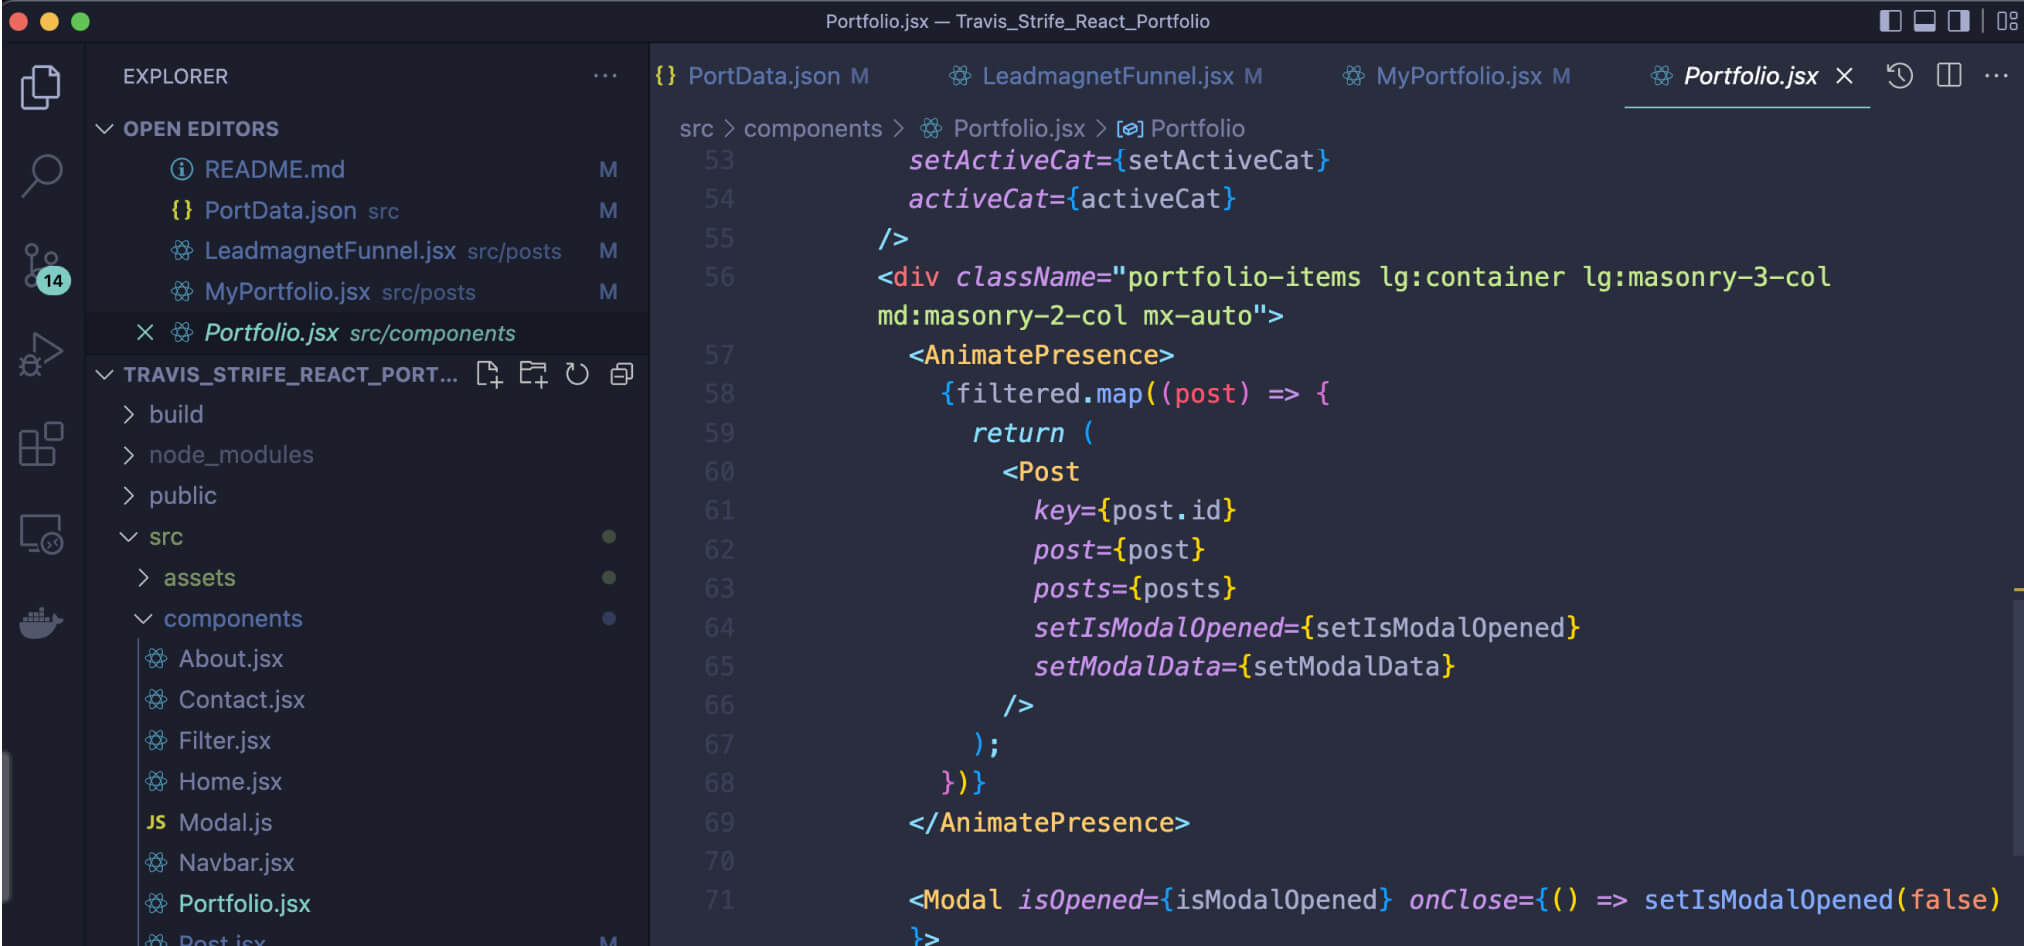 Portfolio.jsx — Travis_Strife_React_Portfolio
EXPLORER
OPEN EDITORS
README.md M
PortData.json src M
LeadmagnetFunnel.jsx src/posts M
MyPortfolio.jsx src/posts M
Portfolio.jsx src/components
TRAVIS_STRIFE_REACT_PORT...
build
node_modules
public
src
assets
components
About.jsx
Contact.jsx
Filter.jsx
Home.jsx
JS Modal.js
Navbar.jsx
Portfolio.jsx
Post.jsx M
14
{} PortData.json M LeadmagnetFunnel.jsx M MyPortfolio.jsx M Portfolio.jsx
src > components > Portfolio.jsx > Portfolio
53 setActiveCat={setActiveCat}
54 activeCat={activeCat}
55 />
56 <div className="portfolio-items lg:container lg:masonry-3-col
md:masonry-2-col mx-auto">
57 <AnimatePresence>
58 {filtered.map((post) => {
59 return (
60 <Post
61 key={post.id}
62 post={post}
63 posts={posts}
64 setIsModalOpened={setIsModalOpened}
65 setModalData={setModalData}
66 />
67 );
68 })}
69 </AnimatePresence>
70
71 <Modal isOpened={isModalOpened} onClose={() => setIsModalOpened(false)
}>